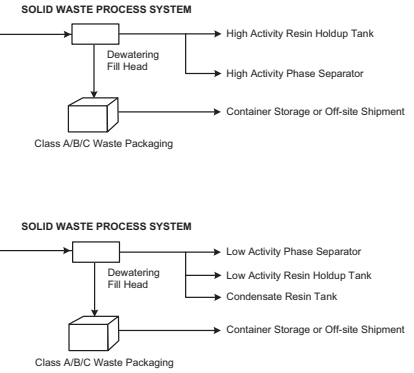 SOLID WASTE PROCESS SYSTEM
High Activity Resin Holdup Tank
Dewatering
Fill Head
High Activity Phase Separator
Container Storage or Off-site Shipment
Class A/B/C Waste Packaging
SOLID WASTE PROCESS SYSTEM
Low Activity Phase Separator
Dewatering
Fill Head
Low Activity Resin Holdup Tank
Condensate Resin Tank
Container Storage or Off-site Shipment
Class A/B/C Waste Packaging